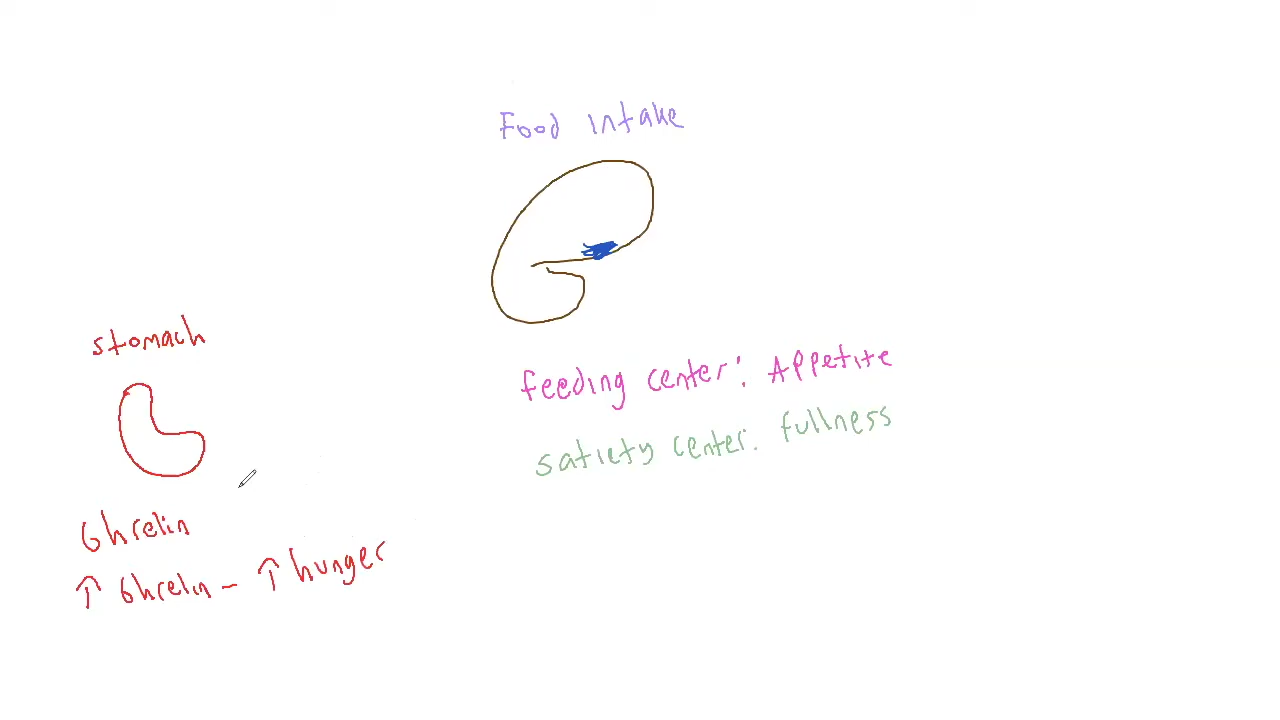 Food Intake
stomach
feeding center: Appetite
satiety center: fullness
Ghrelin
↑ Ghrelin - ↑ hunger